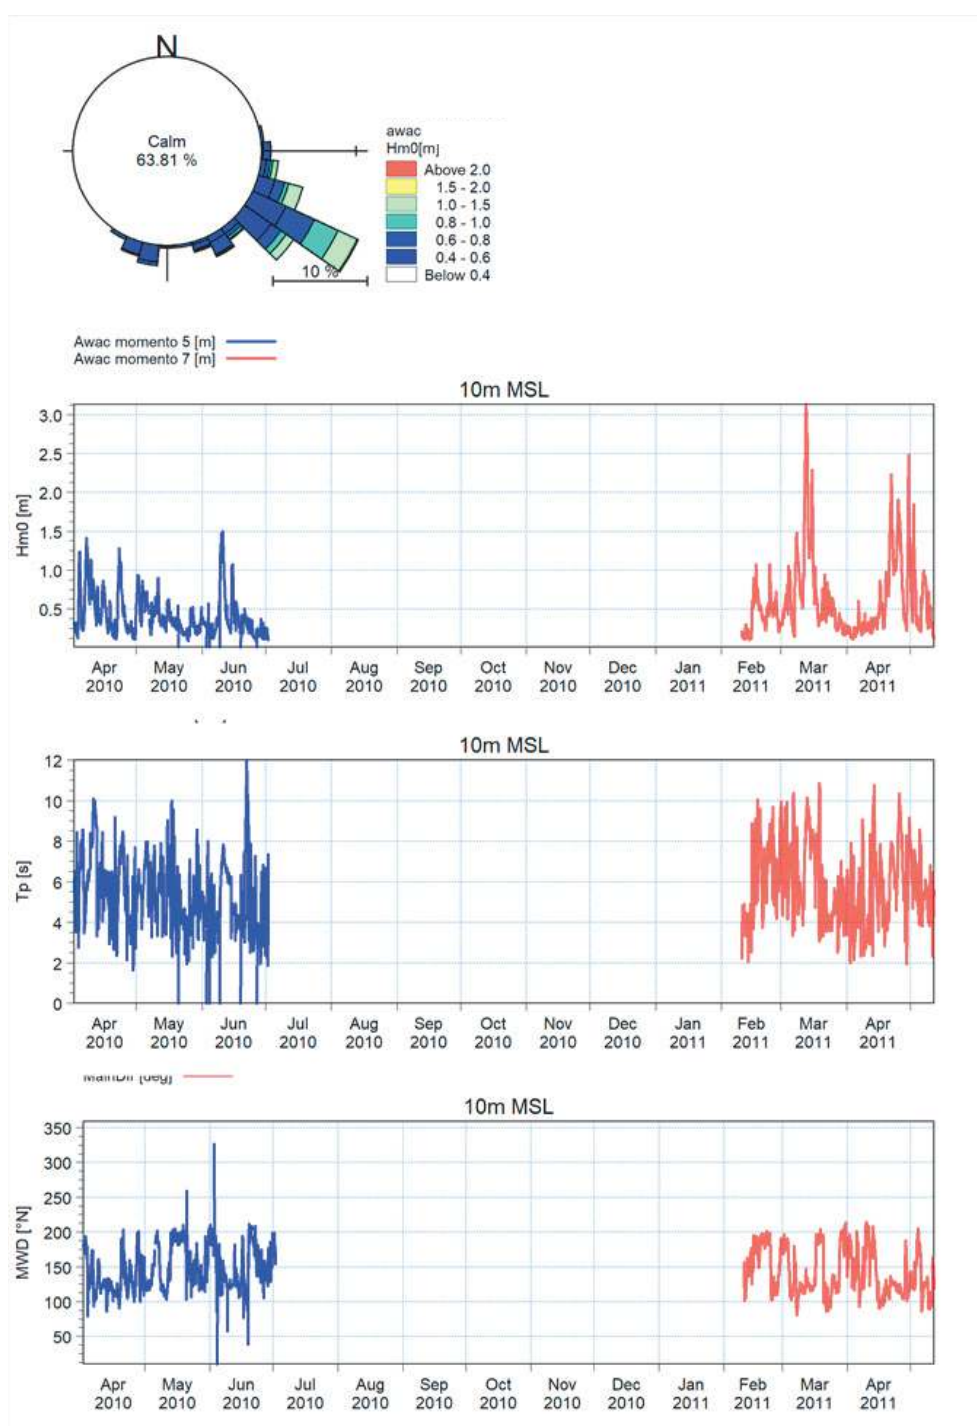 N
Calm
63.81 %
10 %
awac
Hm0[m]
Above 2.0
1.5 - 2.0
1.0 - 1.5
0.8 - 1.0
0.6 - 0.8
0.4 - 0.6
Below 0.4
Awac momento 5 [m]
Awac momento 7 [m]
10m MSL
3.0
2.5
2.0
1.5
1.0
0.5
Hm0 [m]
Apr May Jun Jul Aug Sep Oct Nov Dec Jan Feb Mar Apr
2010 2010 2010 2010 2010 2010 2010 2010 2010 2011 2011 2011 2011
10m MSL
12
10
8
6
4
2
0
Tp [s]
Apr May Jun Jul Aug Sep Oct Nov Dec Jan Feb Mar Apr
2010 2010 2010 2010 2010 2010 2010 2010 2010 2011 2011 2011 2011
MainDir [deg]
10m MSL
350
300
250
200
150
100
50
MWD [°N]
Apr May Jun Jul Aug Sep Oct Nov Dec Jan Feb Mar Apr
2010 2010 2010 2010 2010 2010 2010 2010 2010 2011 2011 2011 2011